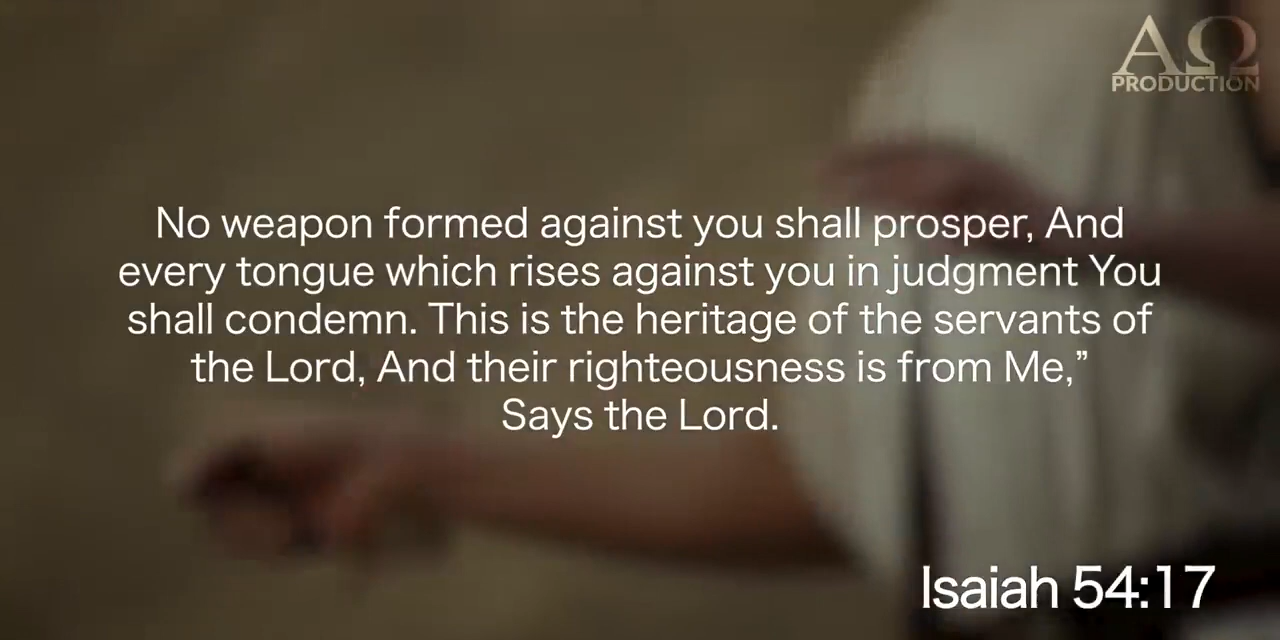 AΩ
PRODUCTION
No weapon formed against you shall prosper, And
every tongue which rises against you in judgment You
shall condemn. This is the heritage of the servants of
the Lord, And their righteousness is from Me,”
Says the Lord.
Isaiah 54:17